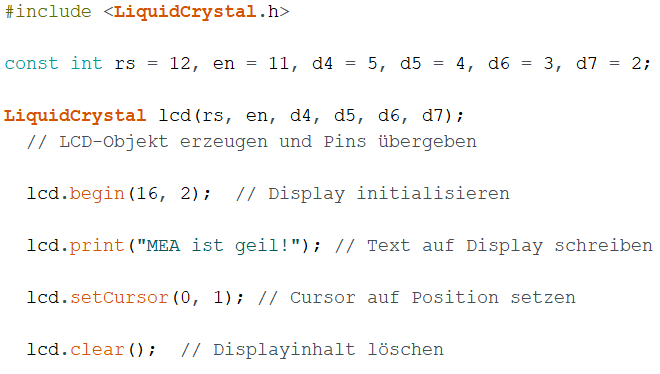 #include <LiquidCrystal.h>
const int rs = 12, en = 11, d4 = 5, d5 = 4, d6 = 3, d7 = 2;
LiquidCrystal lcd(rs, en, d4, d5, d6, d7);
// LCD-Objekt erzeugen und Pins übergeben
lcd.begin(16, 2);  // Display initialisieren
lcd.print("MEA ist geil!"); // Text auf Display schreiben
lcd.setCursor(0, 1); // Cursor auf Position setzen
lcd.clear();  // Displayinhalt löschen